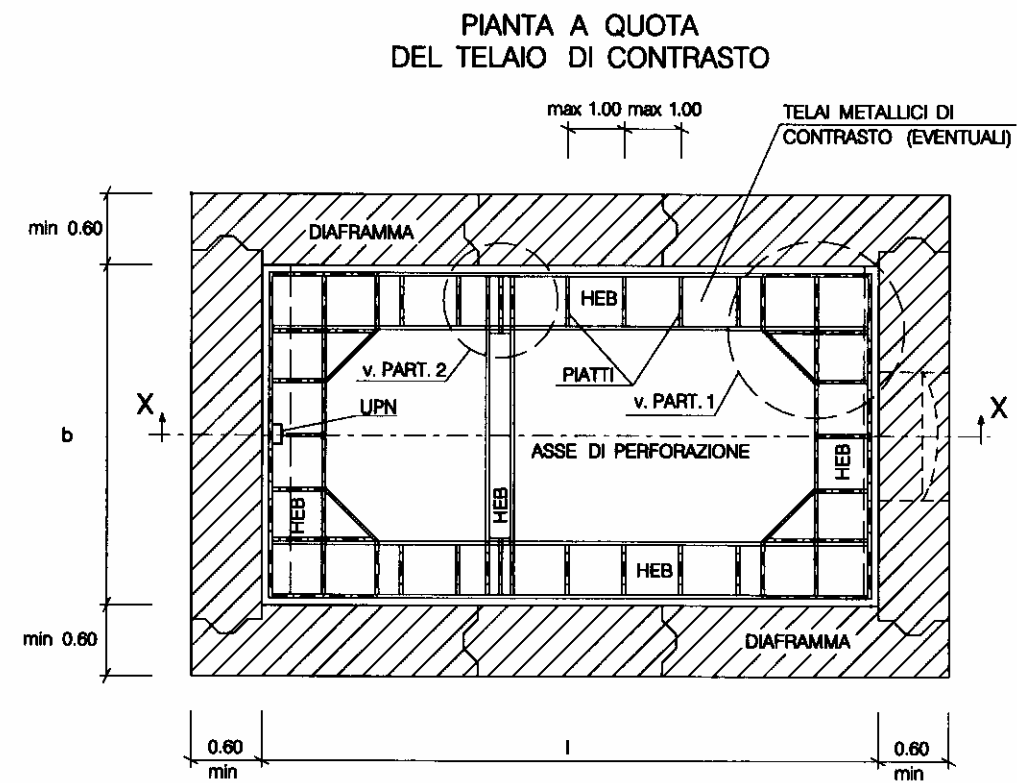 PIANTA A QUOTA
DEL TELAIO DI CONTRASTO
max 1.00 max 1.00
TELAI METALLICI DI
CONTRASTO (EVENTUALI)
min 0.60
DIAFRAMMA
HEB
v. PART. 2
PIATTI
v. PART. 1
X
UPN
X
b
ASSE DI PERFORAZIONE
HEB
HEB
HEB
HEB
min 0.60
DIAFRAMMA
0.60
min
l
0.60
min